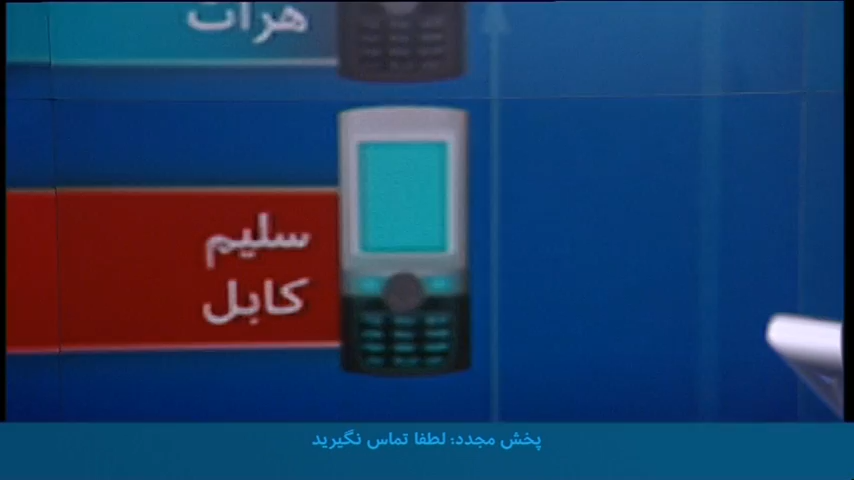 هرات
سلیم
کابل
پخش مجدد؛ لطفا تماس نگیرید